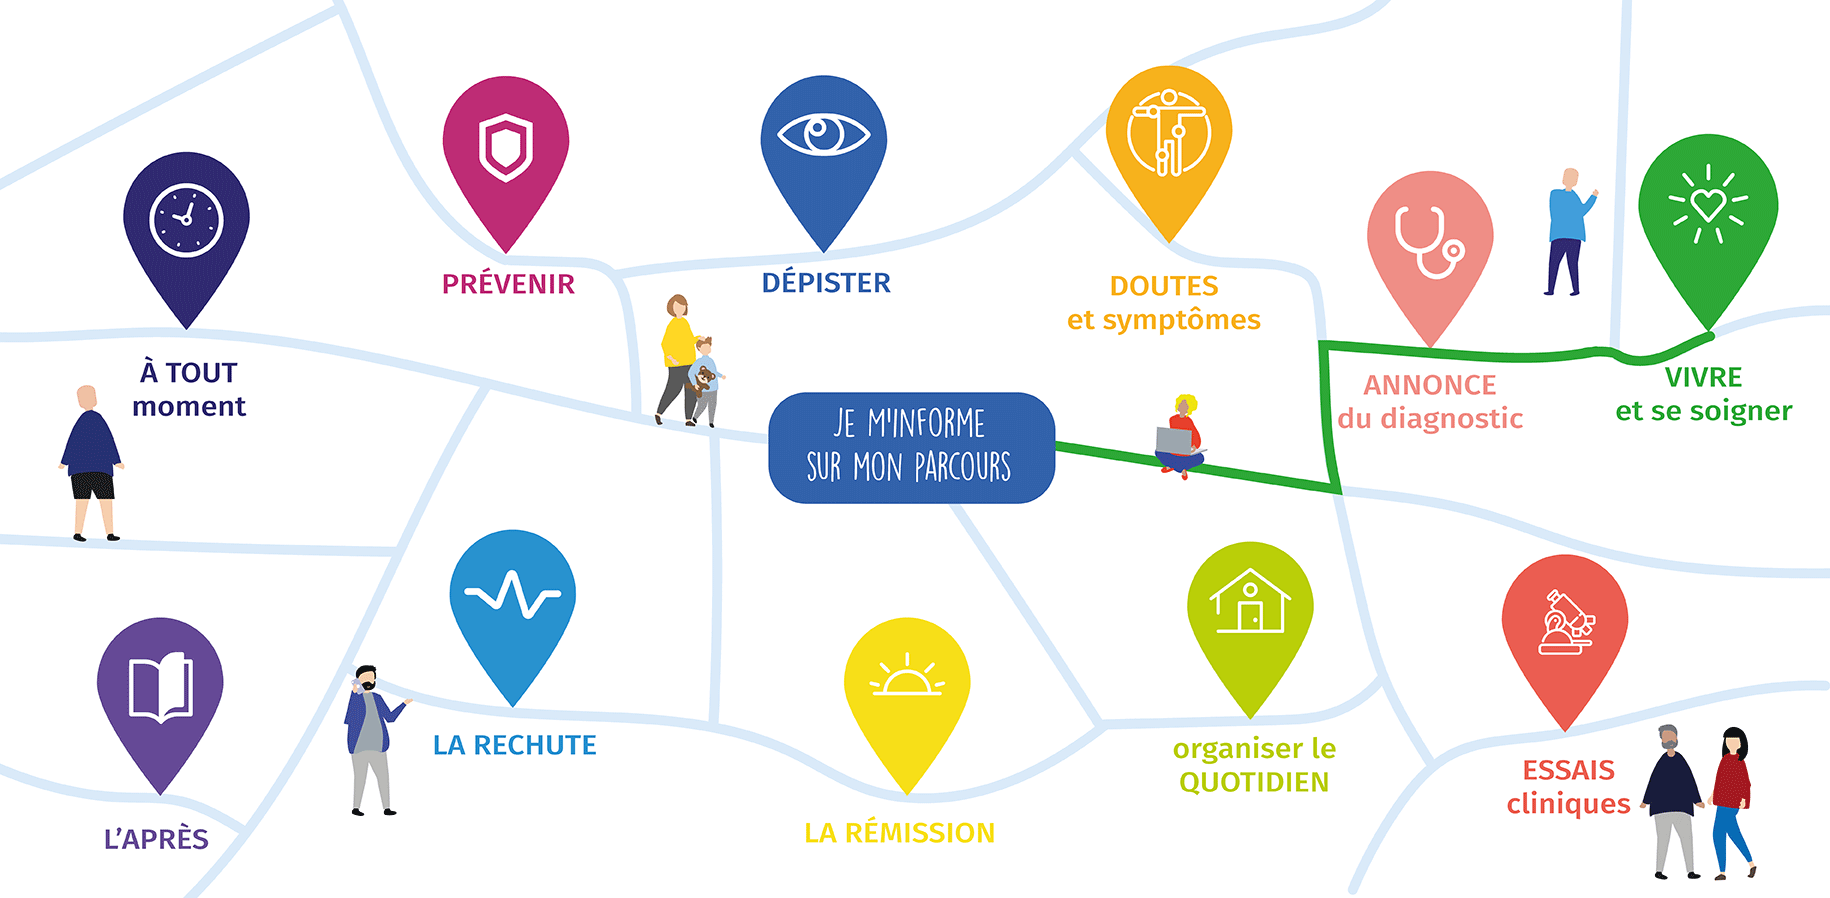 PRÉVENIR
DÉPISTER
DOUTES
et symptômes
À TOUT
moment
ANNONCE
du diagnostic
VIVRE
et se soigner
JE M'INFORME
SUR MON PARCOURS
LA RECHUTE
organiser le
QUOTIDIEN
ESSAIS
cliniques
L'APRÈS
LA RÉMISSION